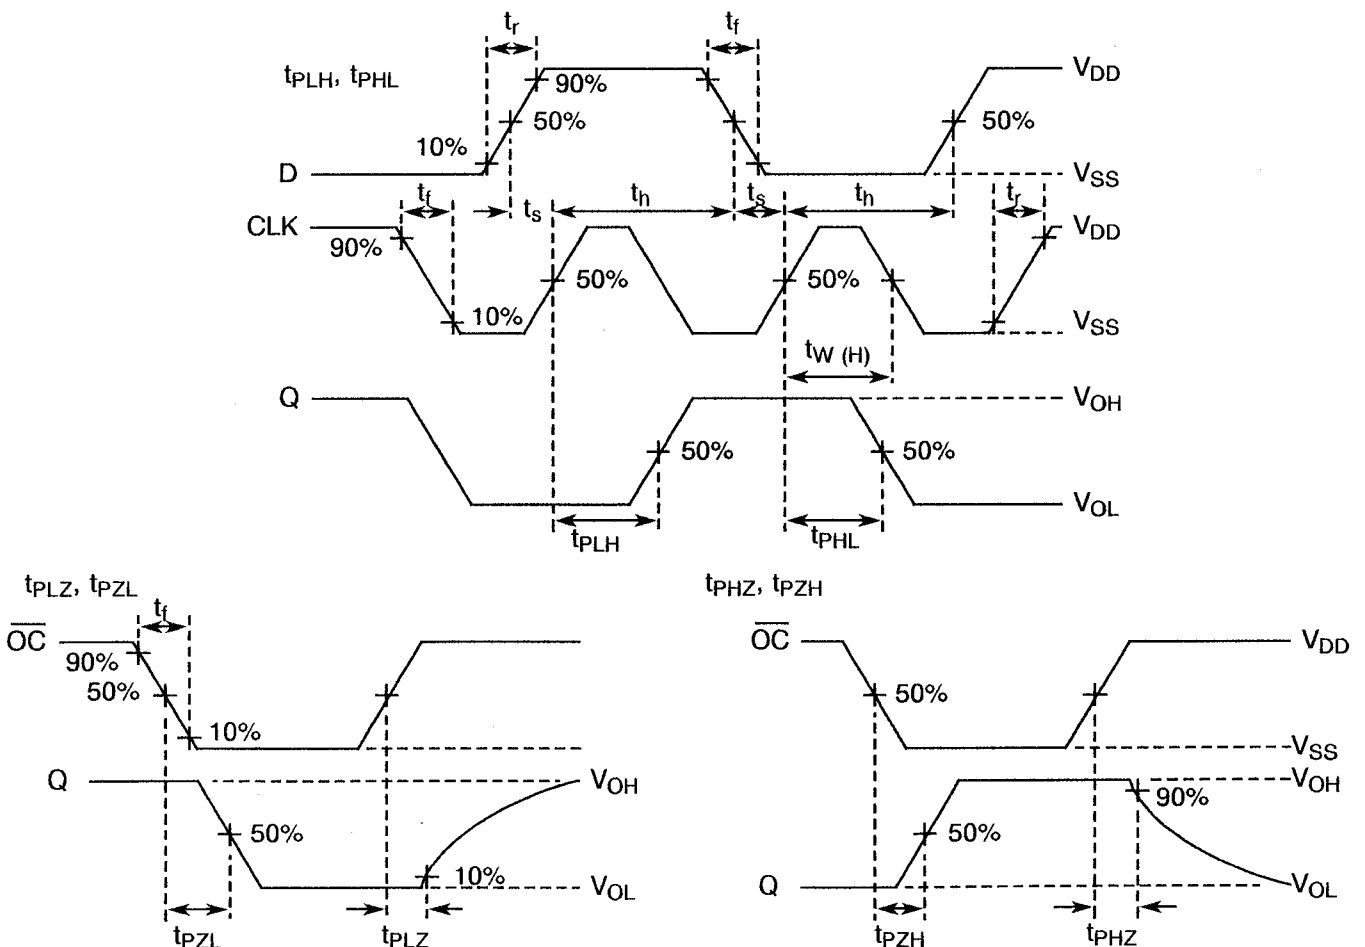 tr tf
tPLH, tPHL
90% VDD
50% 50%
10%
D VSS
tf ts th ts th tr
CLK VDD
90%
50% 50%
10% VSS
tW (H)
Q VOH
50% 50%
VOL
tPLH tPHL
tPLZ, tPZL
tf
OC
90%
50%
10%
Q VOH
50%
10%
VOL
tPZL tPLZ
tPHZ, tPZH
OC VDD
50%
VSS
VOH
90%
50%
Q VOL
tPZH tPHZ